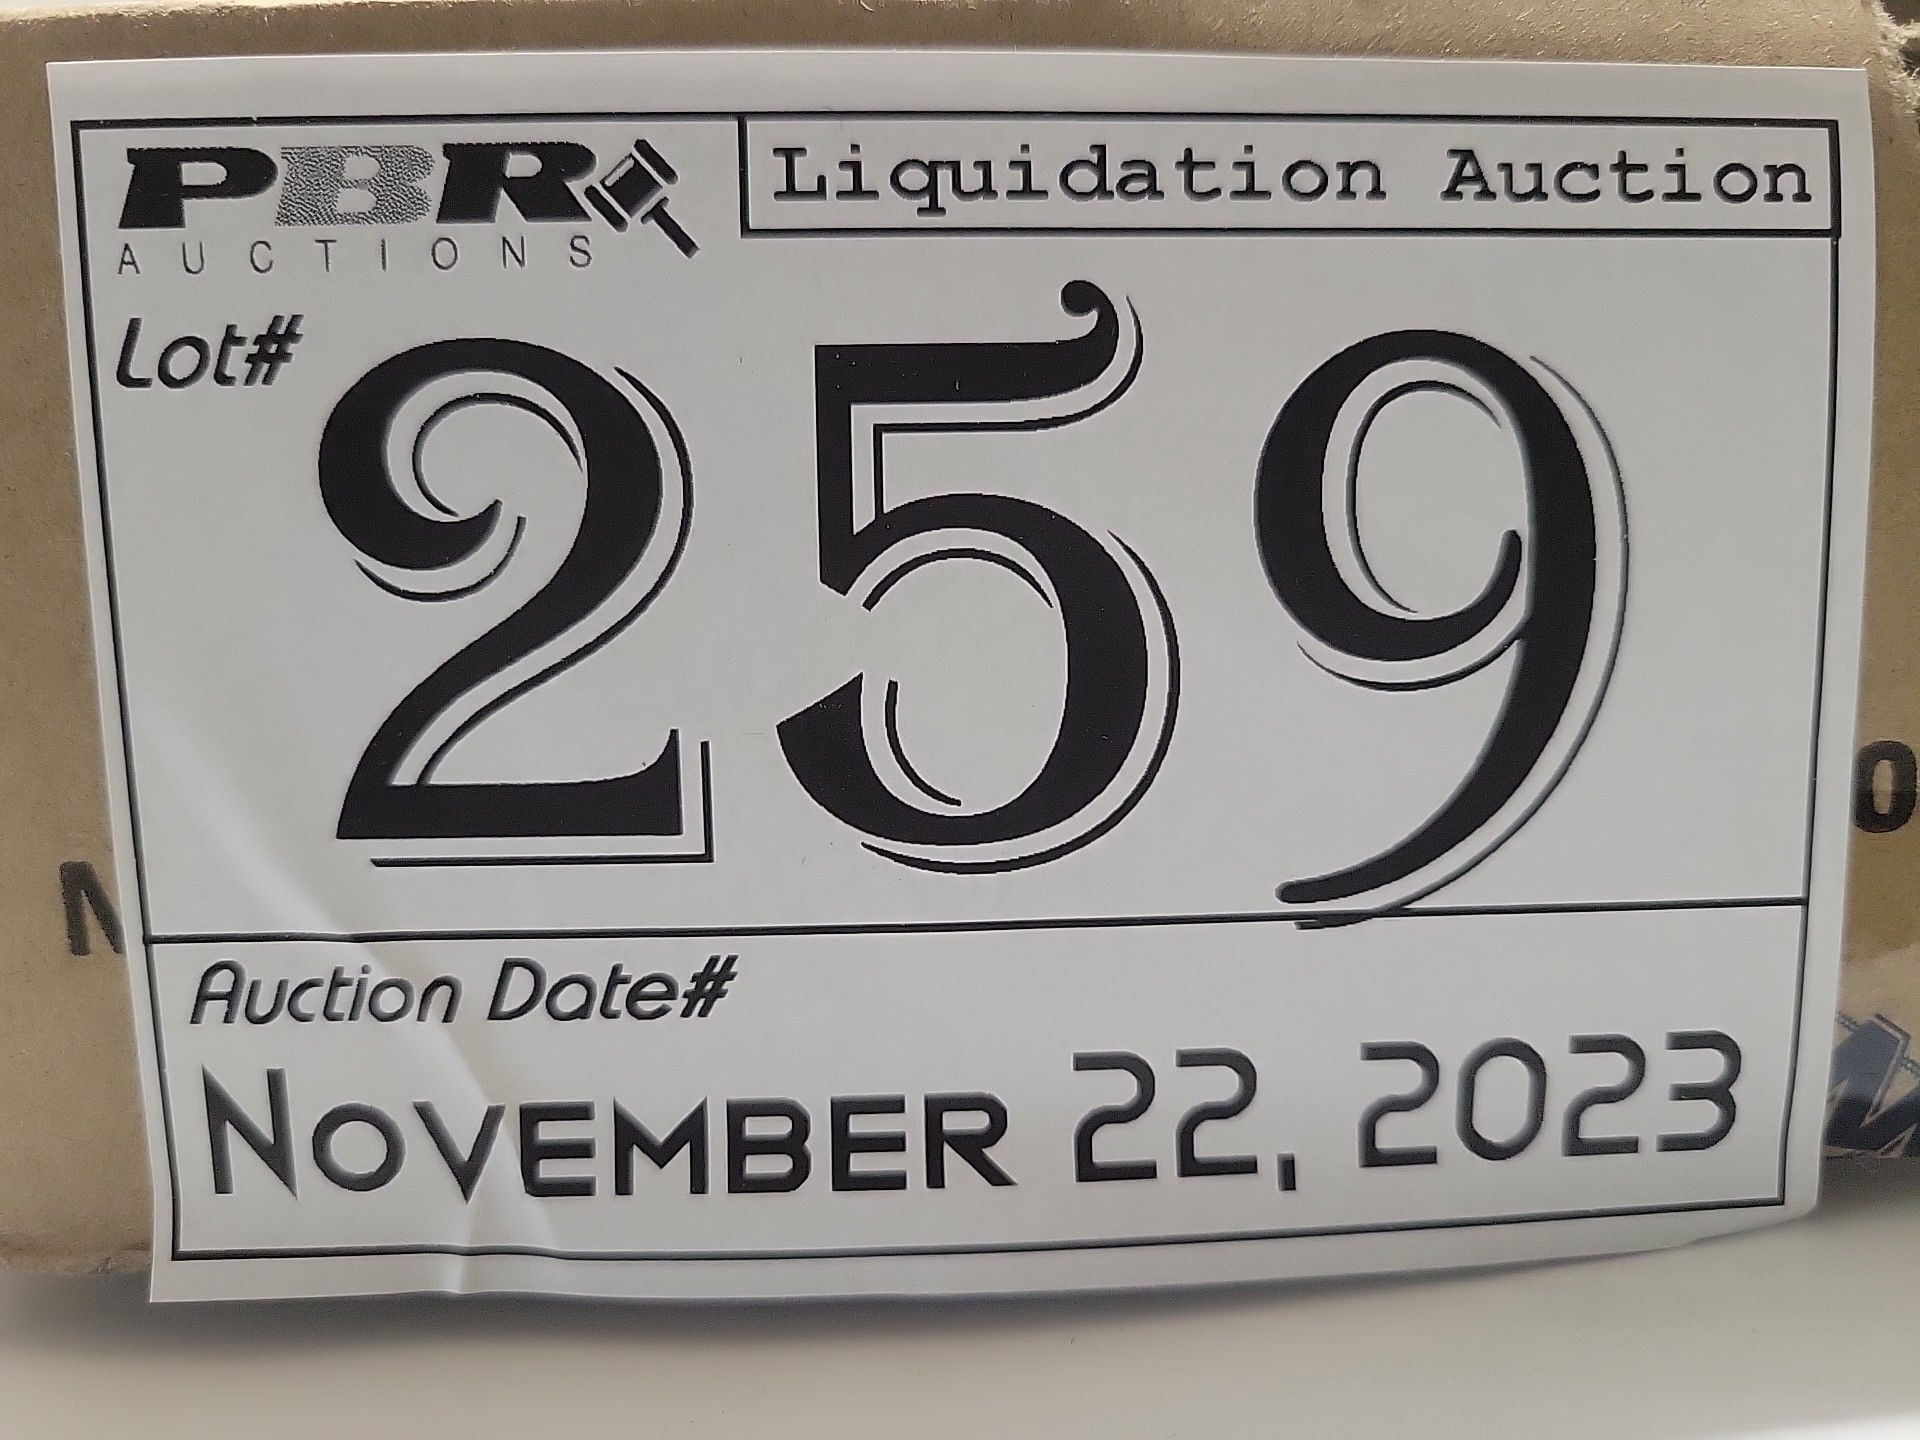 PBR
AUCTIONS
Liquidation Auction
Lot#
259
Auction Date#
NOVEMBER 22, 2023
N
O